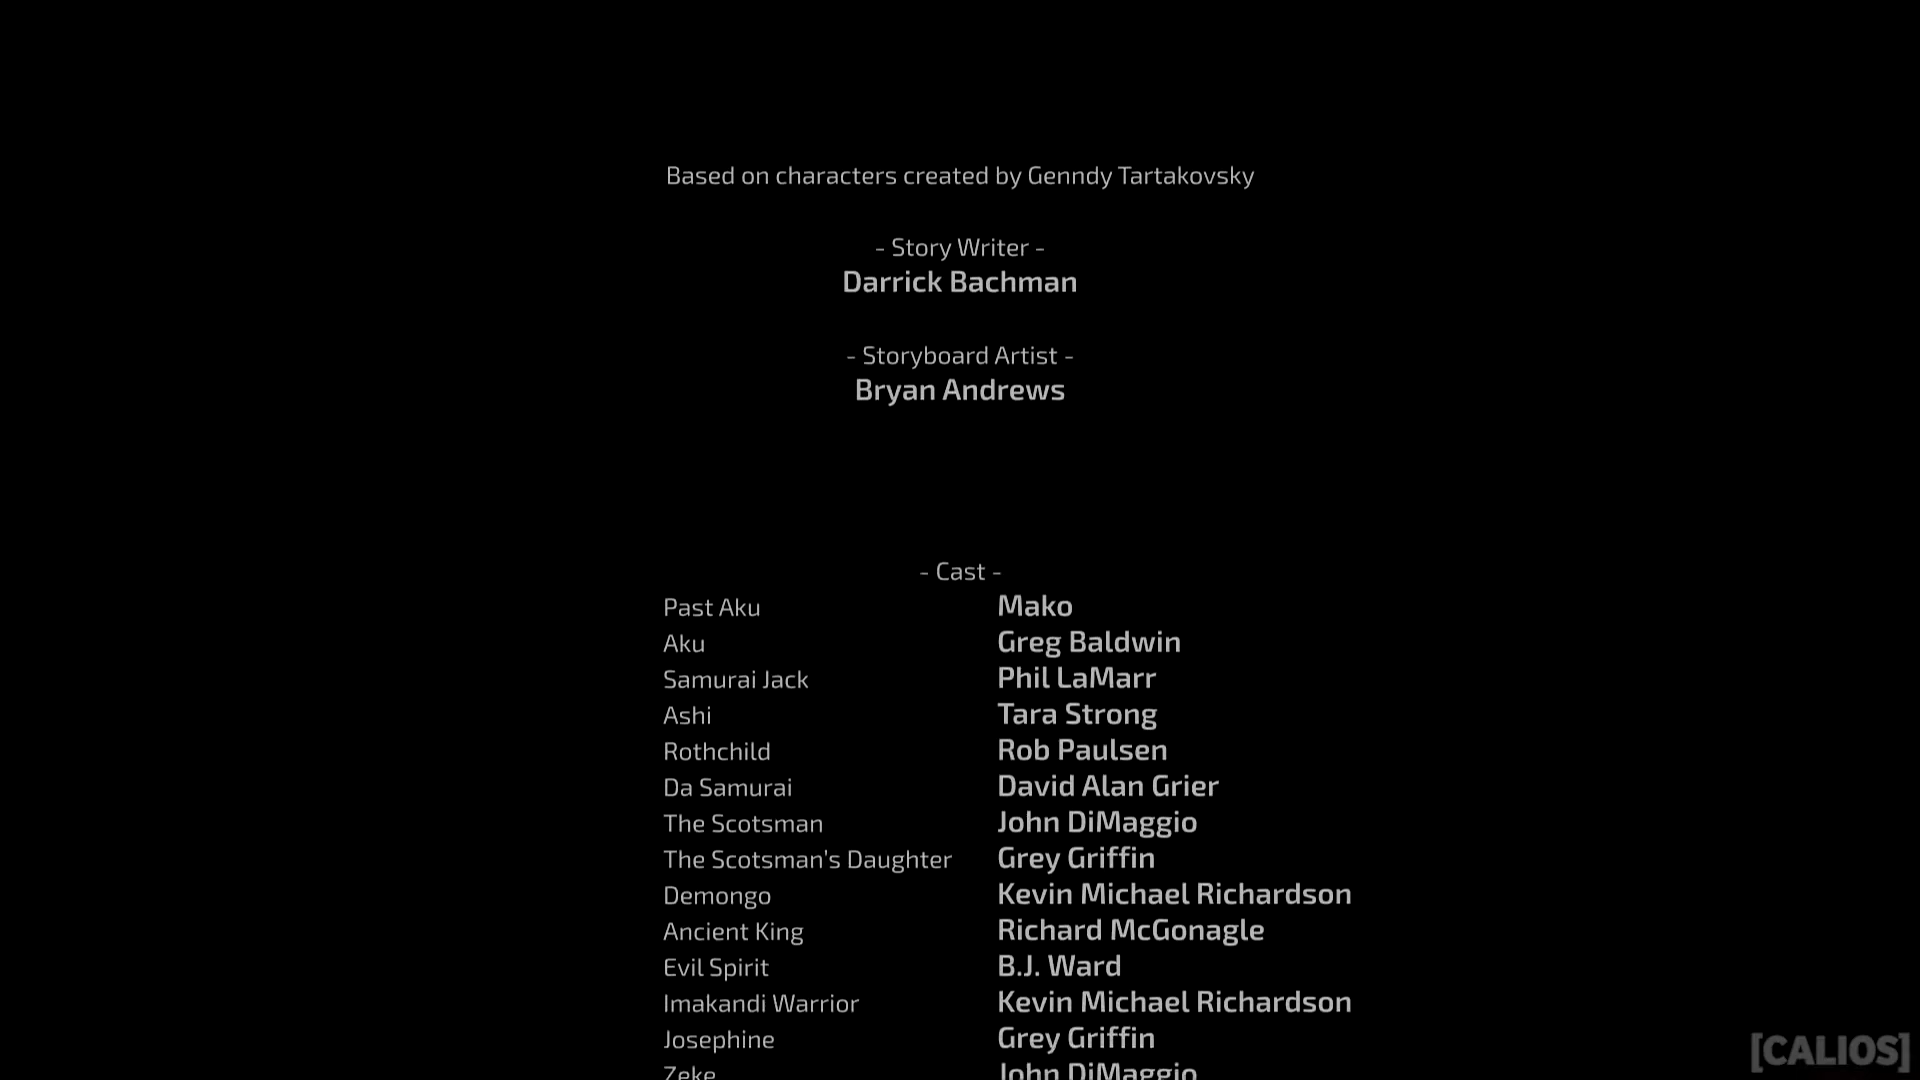 Based on characters created by Genndy Tartakovsky
- Story Writer -
Darrick Bachman
- Storyboard Artist -
Bryan Andrews
- Cast -
Past Aku Mako
Aku Greg Baldwin
Samurai Jack Phil LaMarr
Ashi Tara Strong
Rothchild Rob Paulsen
Da Samurai David Alan Grier
The Scotsman John DiMaggio
The Scotsman's Daughter Grey Griffin
Demongo Kevin Michael Richardson
Ancient King Richard McGonagle
Evil Spirit B.J. Ward
Imakandi Warrior Kevin Michael Richardson
Josephine Grey Griffin
Zeke John DiMaggio
[CALIOS]